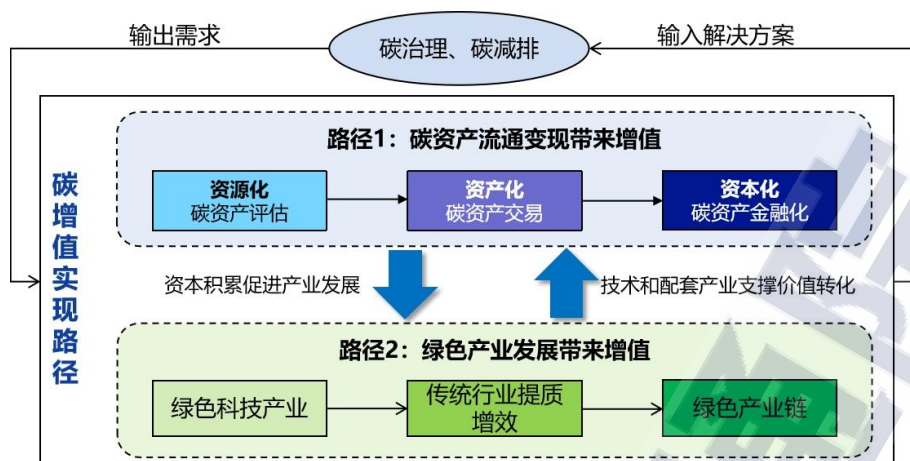 输出需求
碳治理、碳减排
输入解决方案
碳增值实现路径
路径1：碳资产流通变现带来增值
资源化
碳资产评估
资产化
碳资产交易
资本化
碳资产金融化
资本积累促进产业发展
技术和配套产业支撑价值转化
路径2：绿色产业发展带来增值
绿色科技产业
传统行业提质
增效
绿色产业链